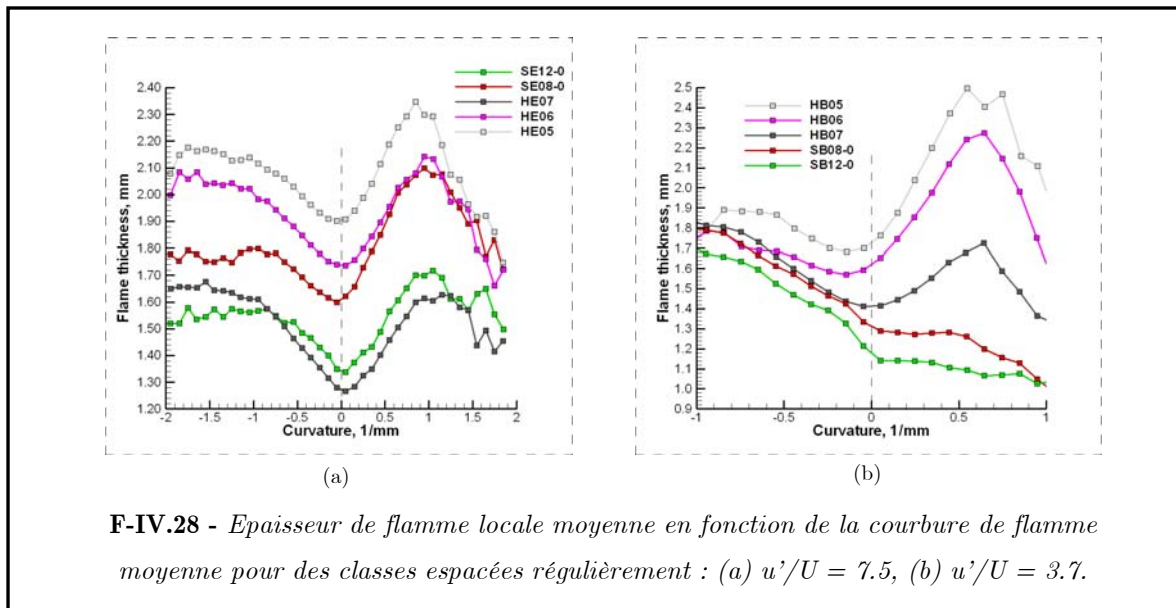 SE12-0
SE08-0
HE07
HE06
HE05
2.40
2.30
2.20
2.10
2.00
1.90
1.80
1.70
1.60
1.50
1.40
1.30
1.20
Flame thickness, mm
-2 -1.5 -1 -0.5 0 0.5 1 1.5 2
Curvature, 1/mm
(a)
HB05
HB06
HB07
SB08-0
SB12-0
2.5
2.4
2.3
2.2
2.0
1.9
1.8
1.7
1.6
1.5
1.4
1.2
1.1
1.0
0.9
Flame thickness, mm
-1 -0.5 0 0.5 1
Curvature, 1/mm
(b)
F-IV.28 - Epaisseur de flamme locale moyenne en fonction de la courbure de flamme
moyenne pour des classes espacées régulièrement : (a) u'/U = 7.5, (b) u'/U = 3.7.